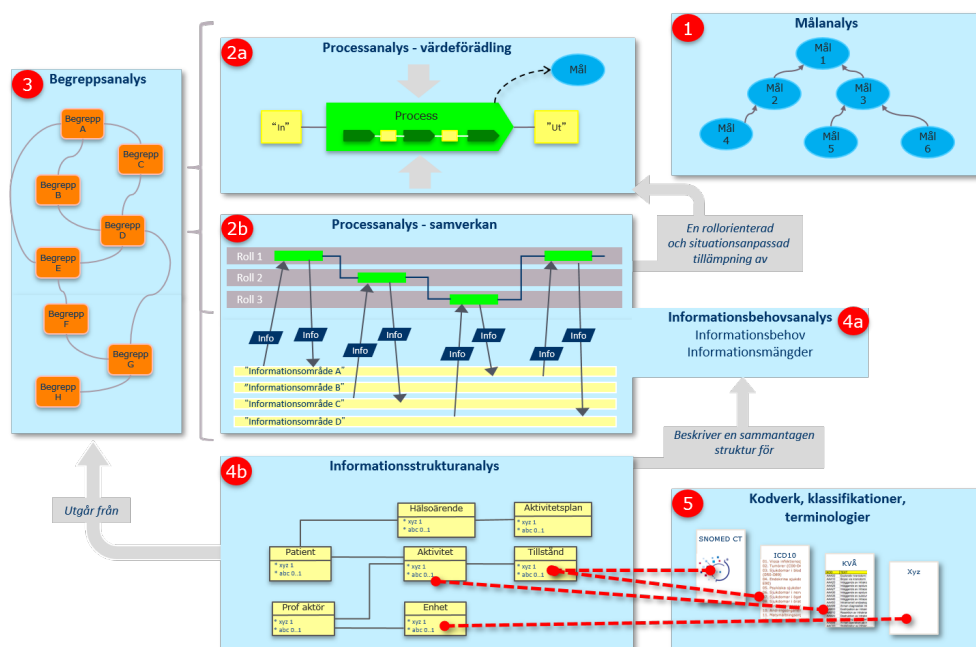 1
Målanalys
Mål
1
Mål
2
Mål
3
Mål
4
Mål
5
Mål
6
2a
Processanalys - värdeförädling
Mål
Process
"In"
"Ut"
3
Begreppsanalys
Begrepp
A
Begrepp
C
Begrepp
B
Begrepp
D
Begrepp
E
Begrepp
F
Begrepp
G
Begrepp
H
En rollorienterad
och situationsanpassad
tillämpning av
2b
Processanalys - samverkan
Roll 1
Roll 2
Roll 3
Info
Info
Info
Info
Info
Info
Info
Info
"Informationsområde A"
"Informationsområde B"
"Informationsområde C"
"Informationsområde D"
4a
Informationsbehovsanalys
Informationsbehov
Informationsmängder
Beskriver en sammantagen
struktur för
Utgår från
4b
Informationsstrukturanalys
Hälsoärende
* xyz 1
* abc 0..1
Aktivitetsplan
* xyz 1
* abc 0..1
Patient
* xyz 1
* abc 0..1
Aktivitet
* xyz 1
* abc 0..1
Tillstånd
* xyz 1
* abc 0..1
Prof aktör
* xyz 1
* abc 0..1
Enhet
* xyz 1
* abc 0..1
5
Kodverk, klassifikationer,
terminologier
SNOMED CT
ICD10
KVÅ
Xyz